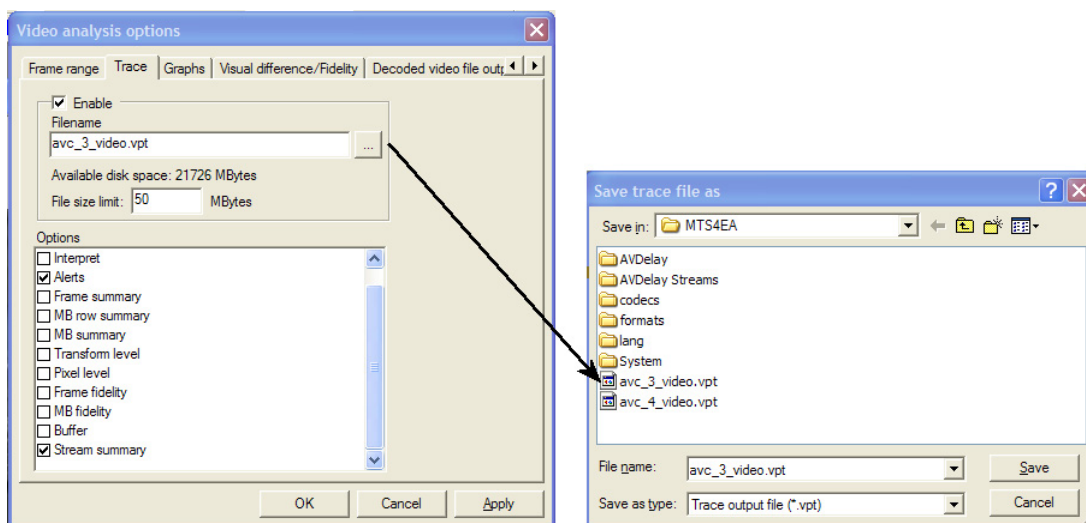 Video analysis options
Frame range
Trace
Graphs
Visual difference/Fidelity
Decoded video file outp
Enable
Filename
avc_3_video.vpt
...
Available disk space: 21726 MBytes
File size limit: 50 MBytes
Options
Interpret
Alerts
Frame summary
MB row summary
MB summary
Transform level
Pixel level
Frame fidelity
MB fidelity
Buffer
Stream summary
OK
Cancel
Apply
Save trace file as
?
Save in: MTS4EA
AVDelay
AVDelay Streams
codecs
formats
lang
System
avc_3_video.vpt
avc_4_video.vpt
File name: avc_3_video.vpt
Save
Save as type: Trace output file (*.vpt)
Cancel